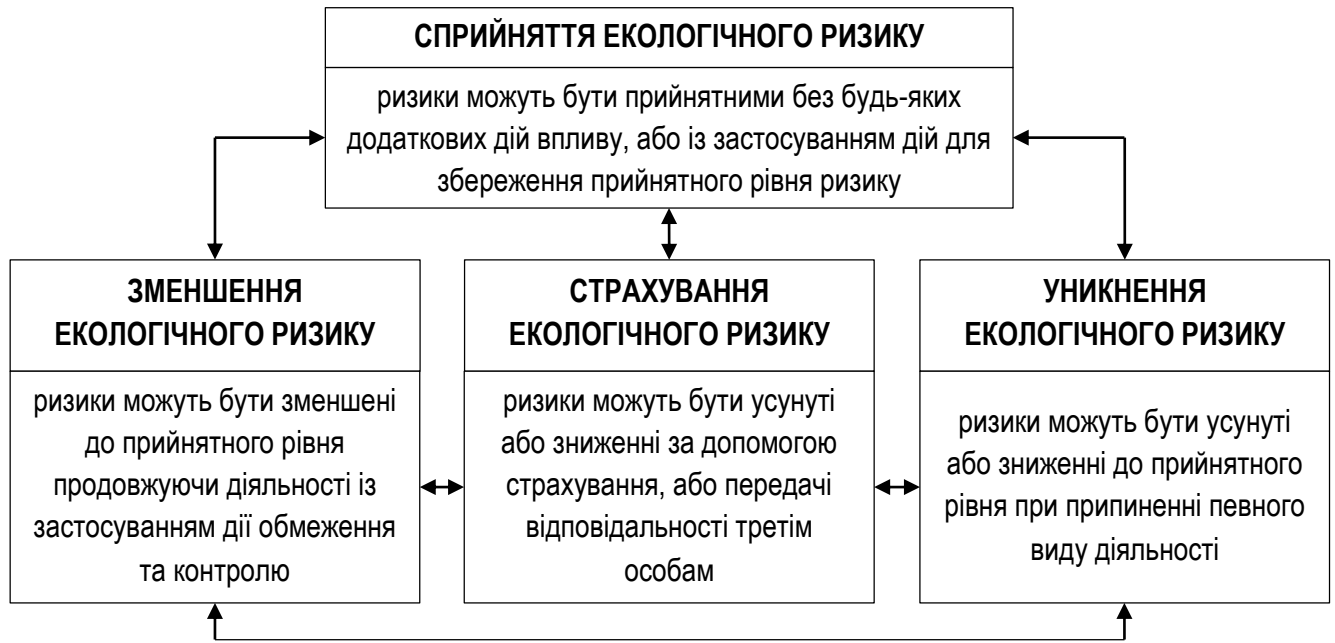 СПРИЙНЯТТЯ ЕКОЛОГІЧНОГО РИЗИКУ
ризики можуть бути прийнятними без будь-яких
додаткових дій впливу, або із застосуванням дій для
збереження прийнятного рівня ризику
ЗМЕНШЕННЯ
ЕКОЛОГІЧНОГО РИЗИКУ
ризики можуть бути зменшені
до прийнятного рівня
продовжуючи діяльності із
застосуванням дії обмеження
та контролю
СТРАХУВАННЯ
ЕКОЛОГІЧНОГО РИЗИКУ
ризики можуть бути усунуті
або зниженні за допомогою
страхування, або передачі
відповідальності третім
особам
УНИКНЕННЯ
ЕКОЛОГІЧНОГО РИЗИКУ
ризики можуть бути усунуті
або зниженні до прийнятного
рівня при припиненні певного
виду діяльності